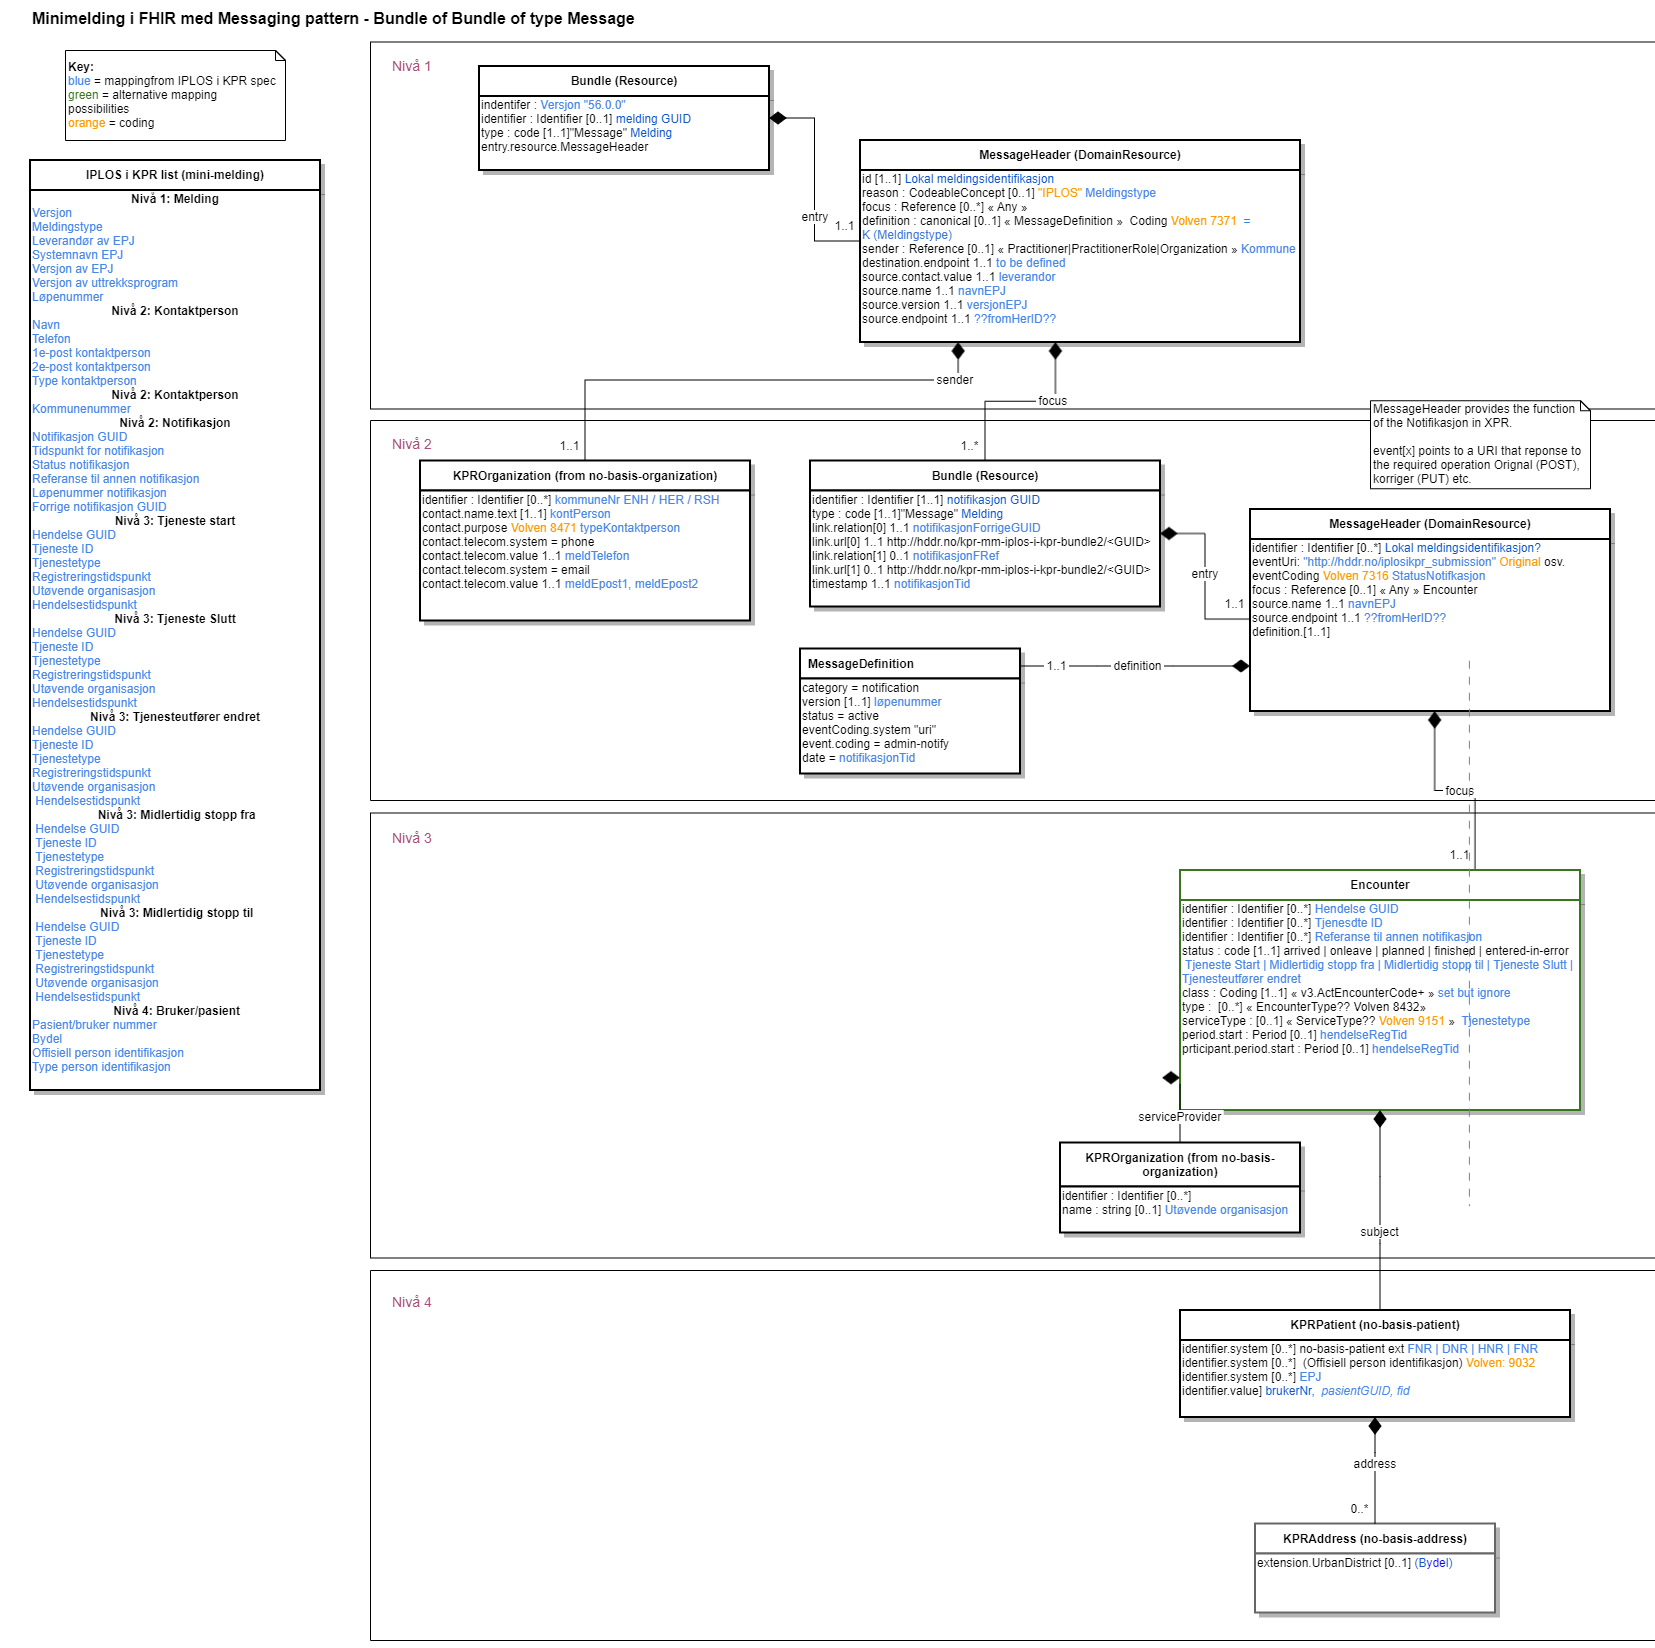 Minimelding i FHIR med Messaging pattern - Bundle of Bundle of type Message
Key:
blue = mappingfrom IPLOS i KPR spec
green = alternative mapping
possibilities
orange = coding
IPLOS i KPR list (mini-melding)
Nivå 1: Melding
Versjon
Meldingstype
Leverandør av EPJ
Systemnavn EPJ
Versjon av EPJ
Versjon av uttrekksprogram
Løpenummer
Nivå 2: Kontaktperson
Navn
Telefon
1e-post kontaktperson
2e-post kontaktperson
Type kontaktperson
Nivå 2: Kontaktperson
Kommunenummer
Nivå 2: Notifikasjon
Notifikasjon GUID
Tidspunkt for notifikasjon
Status notifikasjon
Referanse til annen notifikasjon
Løpenummer notifikasjon
Forrige notifikasjon GUID
Nivå 3: Tjeneste start
Hendelse GUID
Tjeneste ID
Tjenestetype
Registreringstidspunkt
Utøvende organisasjon
Hendelsestidspunkt
Nivå 3: Tjeneste Slutt
Hendelse GUID
Tjeneste ID
Tjenestetype
Registreringstidspunkt
Utøvende organisasjon
Hendelsestidspunkt
Nivå 3: Tjenesteutfører endret
Hendelse GUID
Tjeneste ID
Tjenestetype
Registreringstidspunkt
Utøvende organisasjon
Hendelsestidspunkt
Nivå 3: Midlertidig stopp fra
Hendelse GUID
Tjeneste ID
Tjenestetype
Registreringstidspunkt
Utøvende organisasjon
Hendelsestidspunkt
Nivå 3: Midlertidig stopp til
Hendelse GUID
Tjeneste ID
Tjenestetype
Registreringstidspunkt
Utøvende organisasjon
Hendelsestidspunkt
Nivå 4: Bruker/pasient
Pasient/bruker nummer
Bydel
Offisiell person identifikasjon
Type person identifikasjon
Nivå 1
Bundle (Resource)
indentifer : Versjon "56.0.0"
identifier : Identifier [0..1] melding GUID
type : code [1..1]"Message" Melding
entry.resource.MessageHeader
entry
1..1
MessageHeader (DomainResource)
id [1..1] Lokal meldingsidentifikasjon
reason : CodeableConcept [0..1] "IPLOS" Meldingstype
focus : Reference [0..*] « Any »
definition : canonical [0..1] « MessageDefinition » Coding Volven 7371 =
K (Meldingstype)
sender : Reference [0..1] « Practitioner|PractitionerRole|Organization » Kommune
destination.endpoint 1..1 to be defined
source.contact.value 1..1 leverandor
source.name 1..1 navnEPJ
source.version 1..1 versjonEPJ
source.endpoint 1..1 ??fromHerID??
sender
focus
Nivå 2
1..1
1..*
MessageHeader provides the function
of the Notifikasjon in XPR.
event[x] points to a URI that reponse to
the required operation Orignal (POST),
korriger (PUT) etc.
KPROrganization (from no-basis-organization)
identifier : Identifier [0..*] kommuneNr ENH / HER / RSH
contact.name.text [1..1] kontPerson
contact.purpose Volven 8471 typeKontaktperson
contact.telecom.system = phone
contact.telecom.value 1..1 meldTelefon
contact.telecom.system = email
contact.telecom.value 1..1 meldEpost1, meldEpost2
Bundle (Resource)
identifier : Identifier [1..1] notifikasjon GUID
type : code [1..1]"Message" Melding
link.relation[0] 1..1 notifikasjonForrigeGUID
link.url[0] 1..1 http://hddr.no/kpr-mm-iplos-i-kpr-bundle2/<GUID>
link.relation[1] 0..1 notifikasjonFRef
link.url[1] 0..1 http://hddr.no/kpr-mm-iplos-i-kpr-bundle2/<GUID>
timestamp 1..1 notifikasjonTid
entry
1..1
MessageHeader (DomainResource)
identifier : Identifier [0..*] Lokal meldingsidentifikasjon?
eventUri: "http://hddr.no/iplosikpr_submission" Original osv.
eventCoding Volven 7316 StatusNotifkasjon
focus : Reference [0..1] « Any » Encounter
source.name 1..1 navnEPJ
source.endpoint 1..1 ??fromHerID??
definition.[1..1]
MessageDefinition
category = notification
version [1..1] løpenummer
status = active
eventCoding.system "uri"
event.coding = admin-notify
date = notifikasjonTid
1..1
definition
focus
Nivå 3
1..1
Encounter
identifier : Identifier [0..*] Hendelse GUID
identifier : Identifier [0..*] Tjenesdte ID
identifier : Identifier [0..*] Referanse til annen notifikasjon
status : code [1..1] arrived | onleave | planned | finished | entered-in-error
Tjeneste Start | Midlertidig stopp fra | Midlertidig stopp til | Tjeneste Slutt |
Tjenesteutfører endret
class : Coding [1..1] « v3.ActEncounterCode+ » set but ignore
type : [0..*] « EncounterType?? Volven 8432»
serviceType : [0..1] « ServiceType?? Volven 9151 » Tjenestetype
period.start : Period [0..1] hendelseRegTid
prticipant.period.start : Period [0..1] hendelseRegTid
serviceProvider
KPROrganization (from no-basis-
organization)
identifier : Identifier [0..*]
name : string [0..1] Utøvende organisasjon
subject
Nivå 4
KPRPatient (no-basis-patient)
identifier.system [0..*] no-basis-patient ext FNR | DNR | HNR | FNR
identifier.system [0..*] (Offisiell person identifikasjon) Volven: 9032
identifier.system [0..*] EPJ
identifier.value] brukerNr, pasientGUID, fid
address
0..*
KPRAddress (no-basis-address)
extension.UrbanDistrict [0..1] (Bydel)